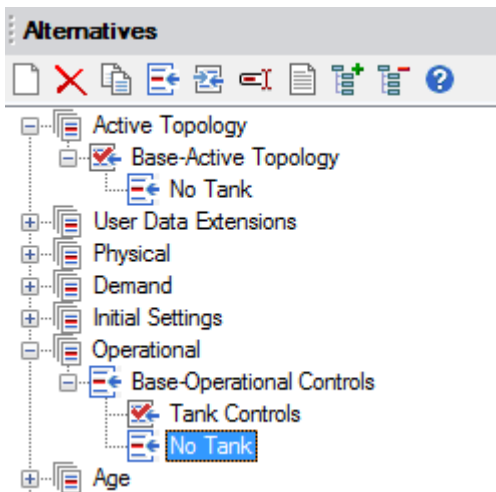 Alternatives
Active Topology
Base-Active Topology
No Tank
User Data Extensions
Physical
Demand
Initial Settings
Operational
Base-Operational Controls
Tank Controls
No Tank
Age